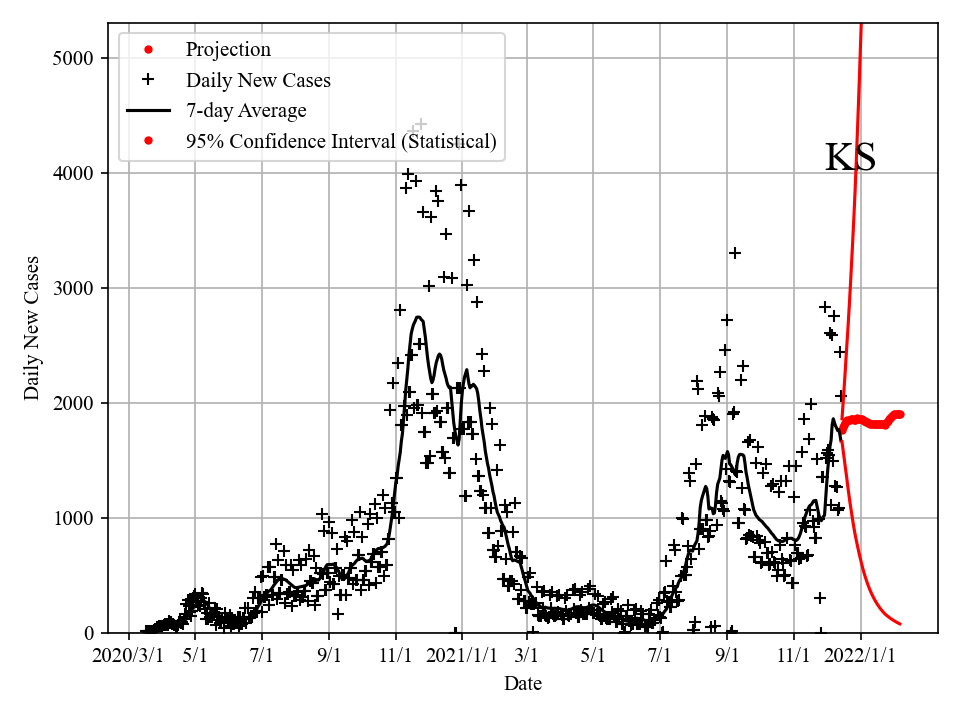 Projection
Daily New Cases
7-day Average
95% Confidence Interval (Statistical)
KS
5000
4000
3000
2000
1000
0
Daily New Cases
2020/3/1 5/1 7/1 9/1 11/1 2021/1/1 3/1 5/1 7/1 9/1 11/1 2022/1/1
Date